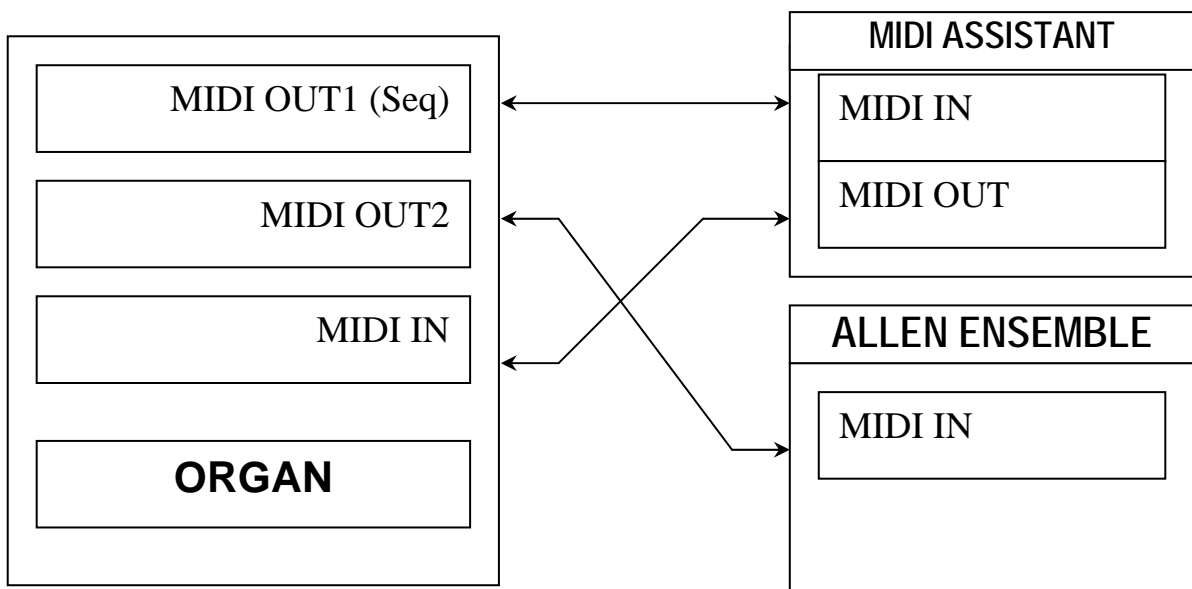 MIDI OUT1 (Seq)
MIDI OUT2
MIDI IN
ORGAN
MIDI ASSISTANT
MIDI IN
MIDI OUT
ALLEN ENSEMBLE
MIDI IN